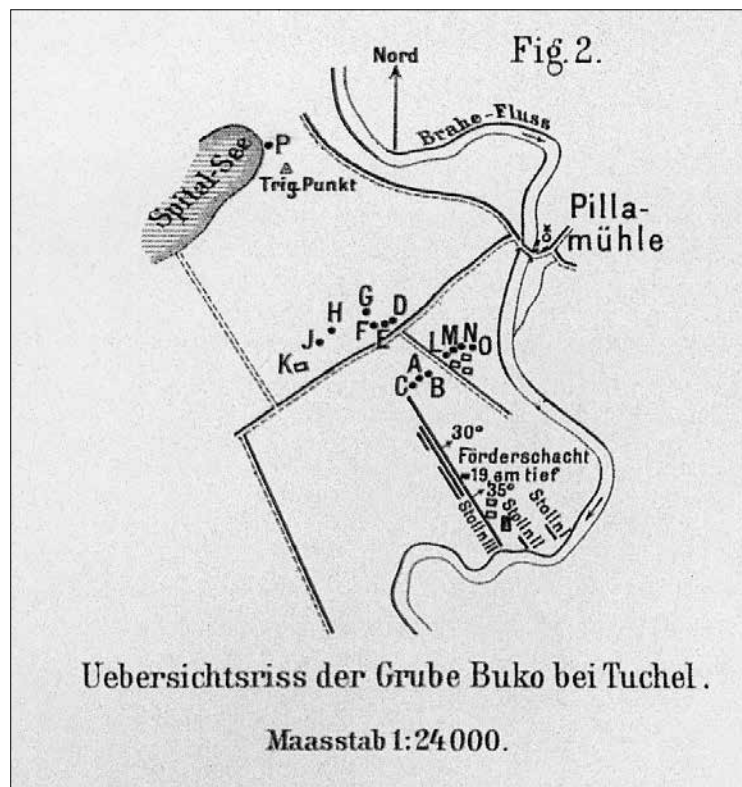 Fig. 2.
Nord
Brahe-Fluss
P
Spital-See
Trig. Punkt
Pilla-
mühle
G
D
H
F
E
J
K
M
N
L
O
A
C
B
30°
Förderschacht
19,8m tief
35°
Stolln I
Stolln II
Stolln III
Uebersichtsriss der Grube Buko bei Tuchel.
Maasstab 1:24000.